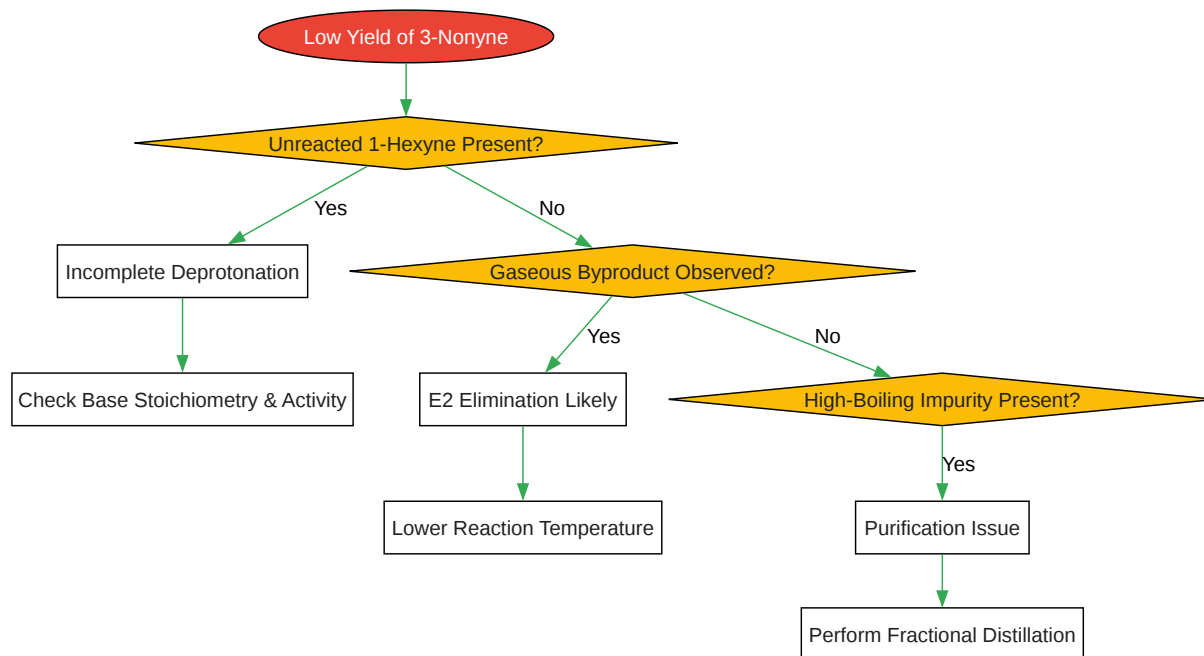 Low Yield of 3-Nonyne
Unreacted 1-Hexyne Present?
Yes
No
Incomplete Deprotonation
Gaseous Byproduct Observed?
Yes
No
Check Base Stoichiometry & Activity
E2 Elimination Likely
High-Boiling Impurity Present?
Yes
Lower Reaction Temperature
Purification Issue
Perform Fractional Distillation